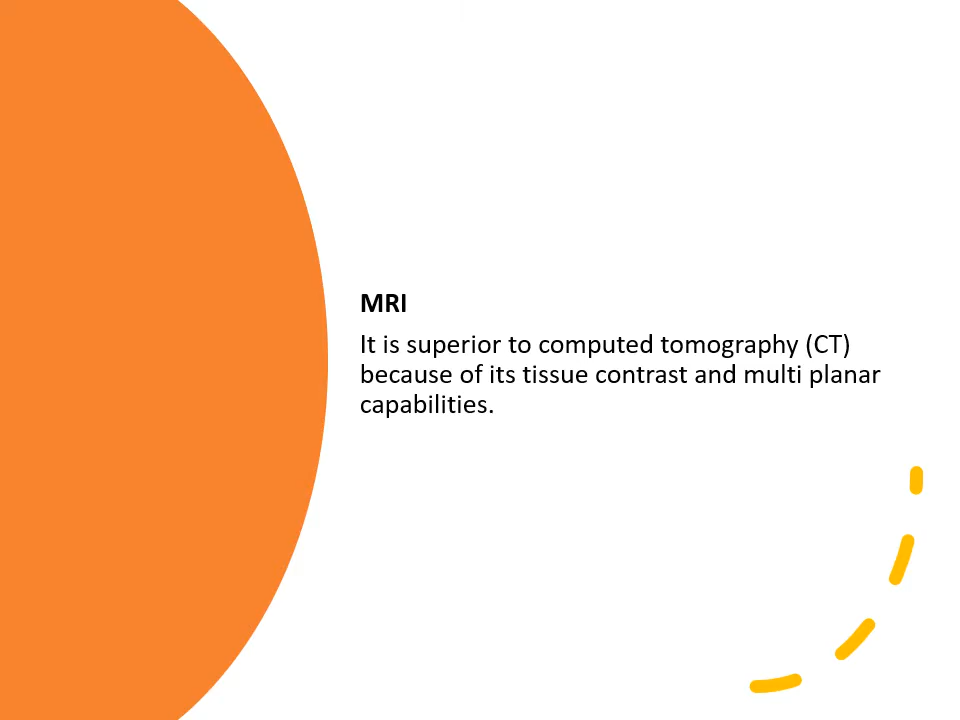 MRI
It is superior to computed tomography (CT)
because of its tissue contrast and multi planar
capabilities.